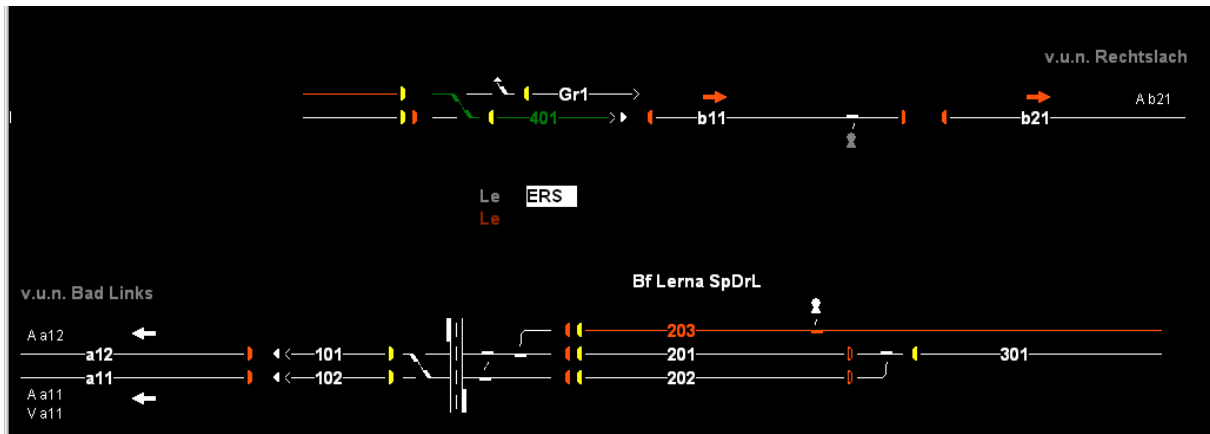 v.u.n. Rechtslach
Gr1
A b21
401
b11
b21
Le ERS
Le
Bf Lerna SpDrL
v.u.n. Bad Links
A a12
203
a12
101
201
301
a11
102
202
A a11
V a11